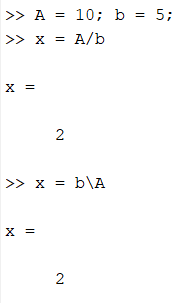 >> A = 10; b = 5;
>> x = A/b
x =
2
>> x = b\A
x =
2